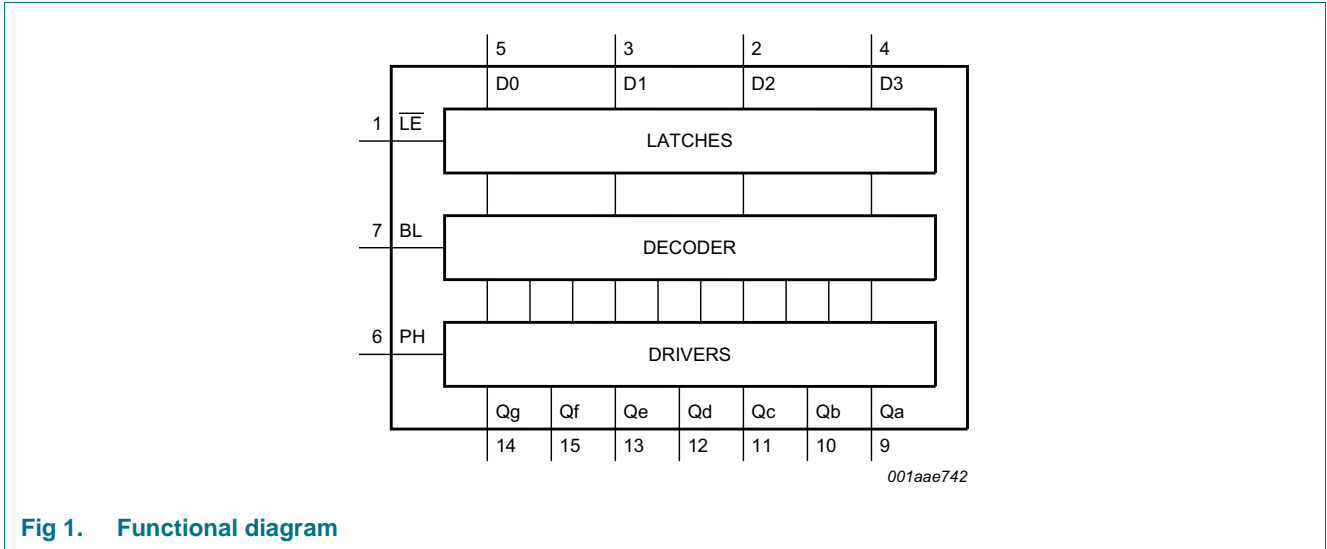 5 3 2 4
D0 D1 D2 D3
1 L̅E̅
LATCHES
7 BL
DECODER
6 PH
DRIVERS
Qg Qf Qe Qd Qc Qb Qa
14 15 13 12 11 10 9
001aae742
Fig 1. Functional diagram